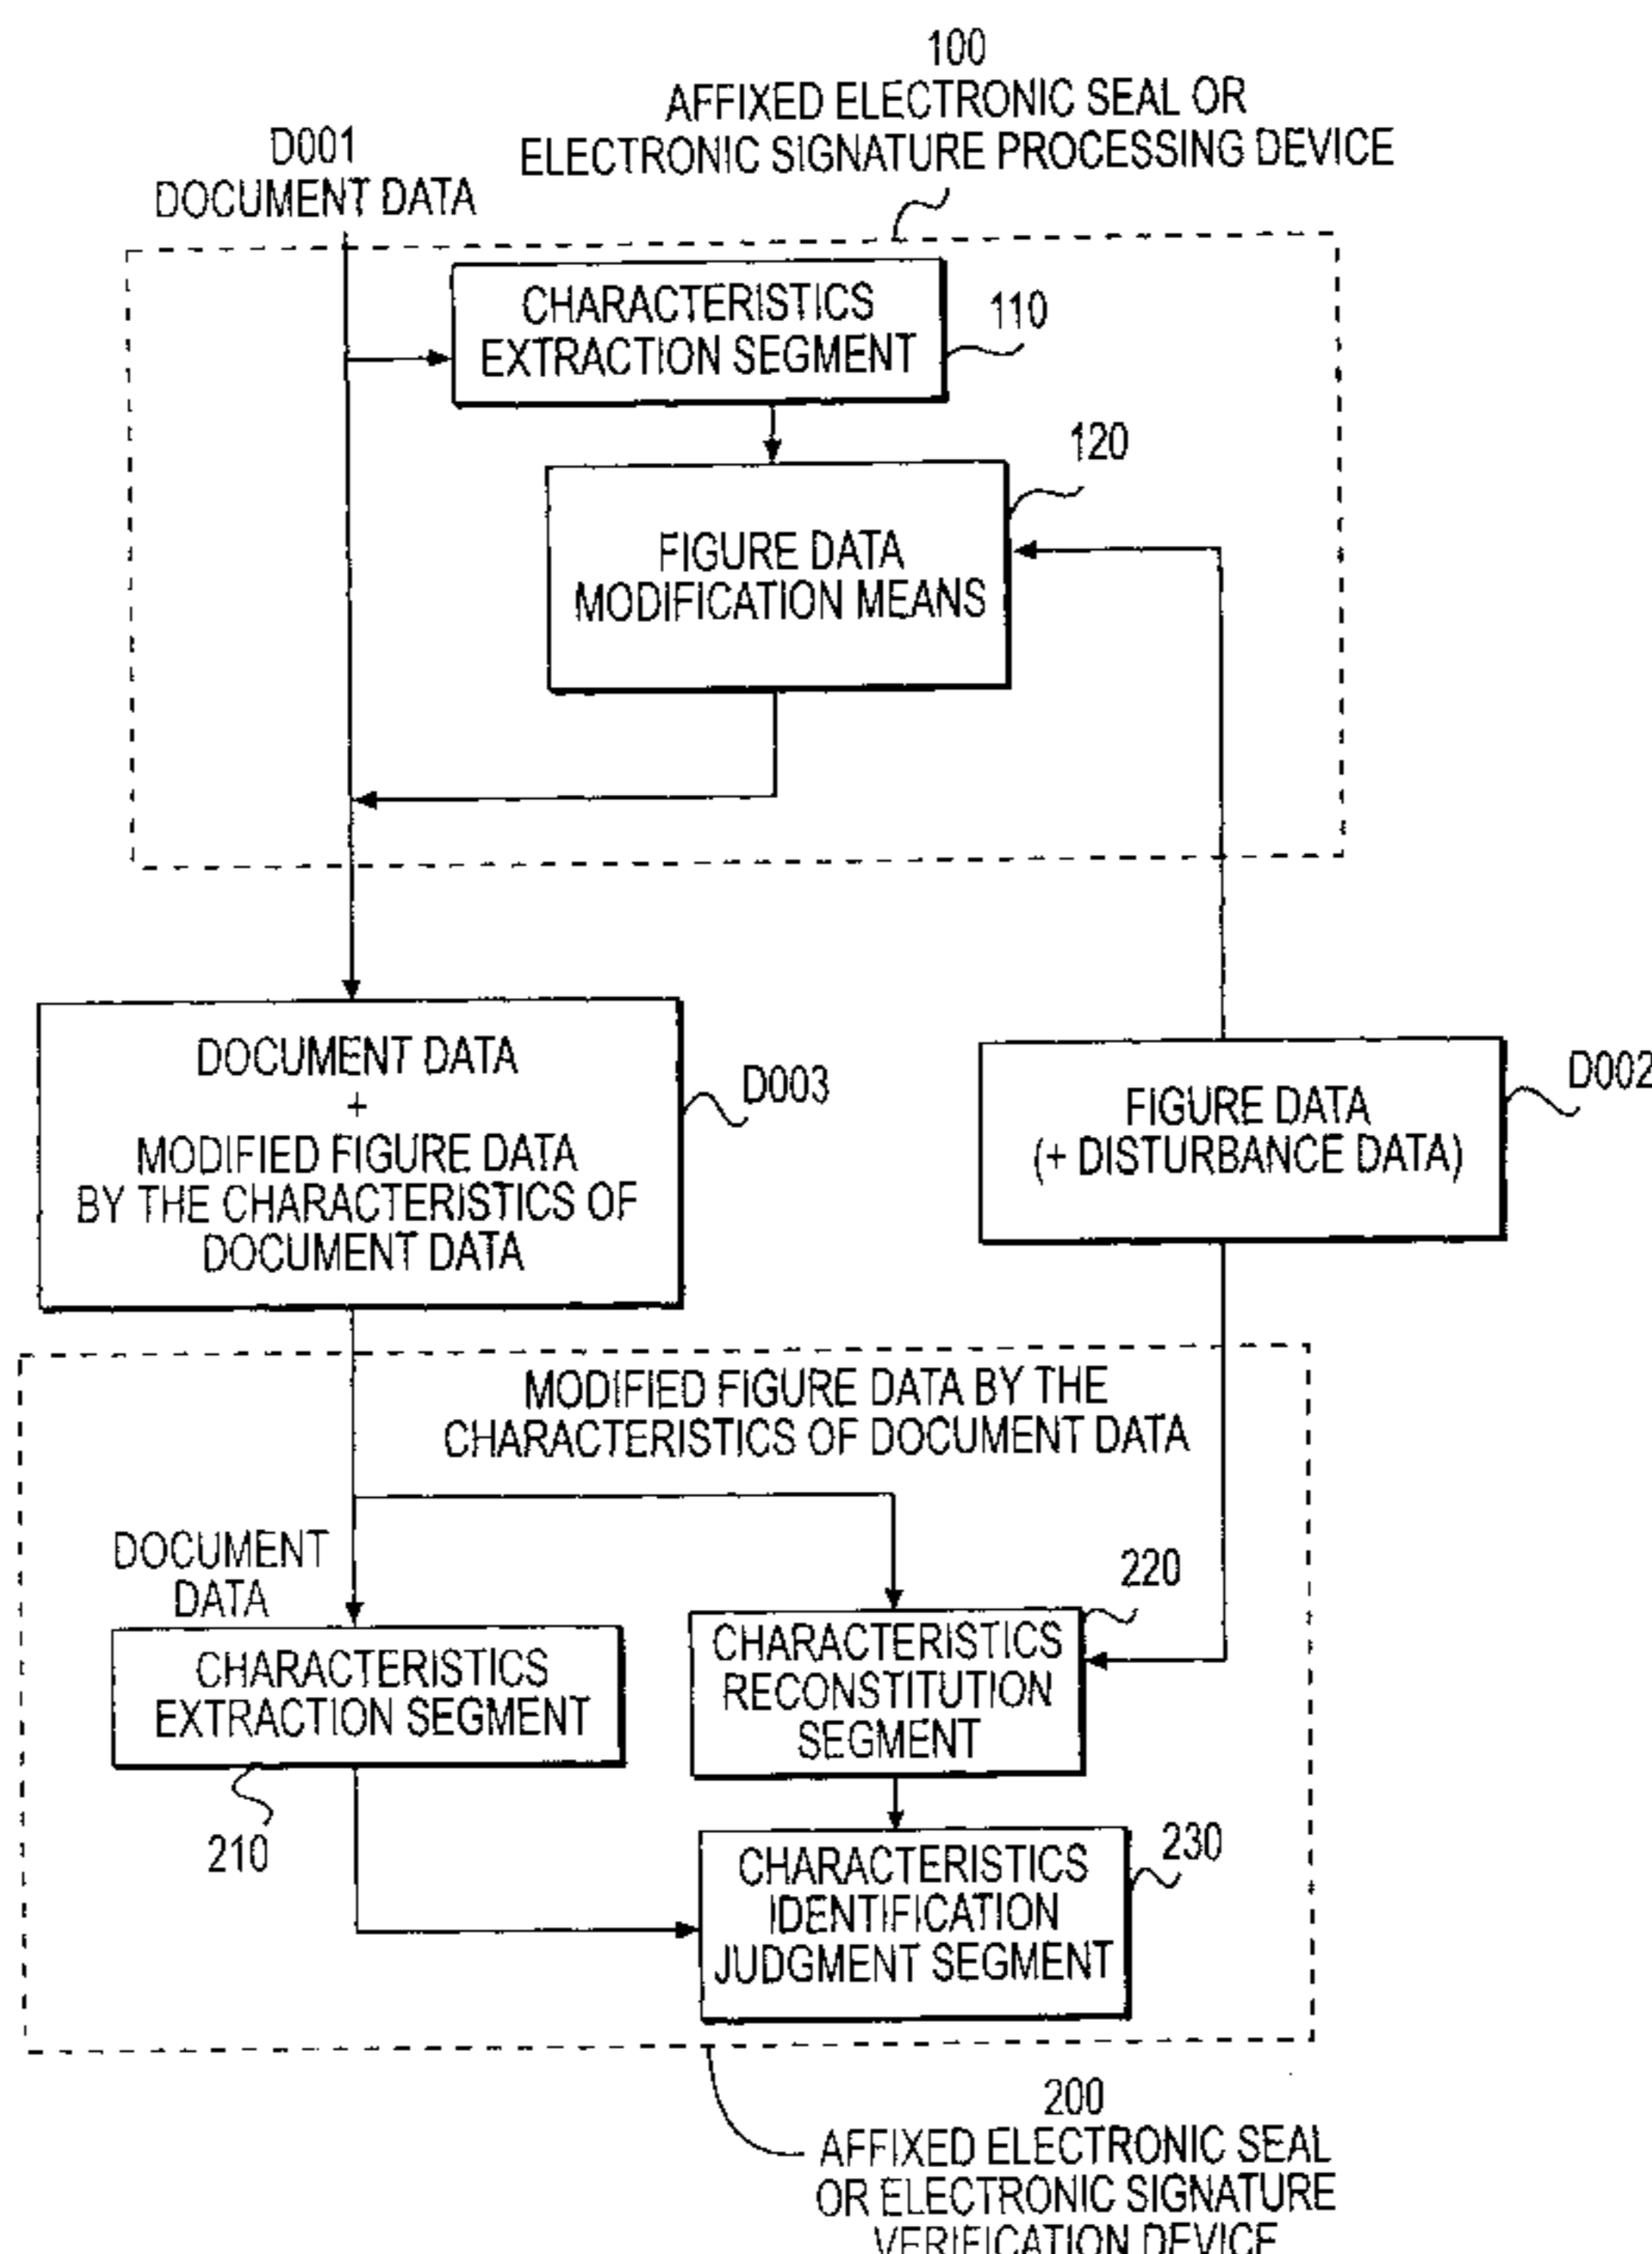 100
AFFIXED ELECTRONIC SEAL OR
ELECTRONIC SIGNATURE PROCESSING DEVICE
D001
DOCUMENT DATA
CHARACTERISTICS
EXTRACTION SEGMENT
110
120
FIGURE DATA
MODIFICATION MEANS
DOCUMENT DATA
+
MODIFIED FIGURE DATA
BY THE CHARACTERISTICS OF
DOCUMENT DATA
D003
FIGURE DATA
(+ DISTURBANCE DATA)
D002
MODIFIED FIGURE DATA BY THE
CHARACTERISTICS OF DOCUMENT DATA
DOCUMENT
DATA
220
CHARACTERISTICS
EXTRACTION SEGMENT
210
CHARACTERISTICS
RECONSTITUTION
SEGMENT
230
CHARACTERISTICS
IDENTIFICATION
JUDGMENT SEGMENT
200
AFFIXED ELECTRONIC SEAL
OR ELECTRONIC SIGNATURE
VERIFICATION DEVICE